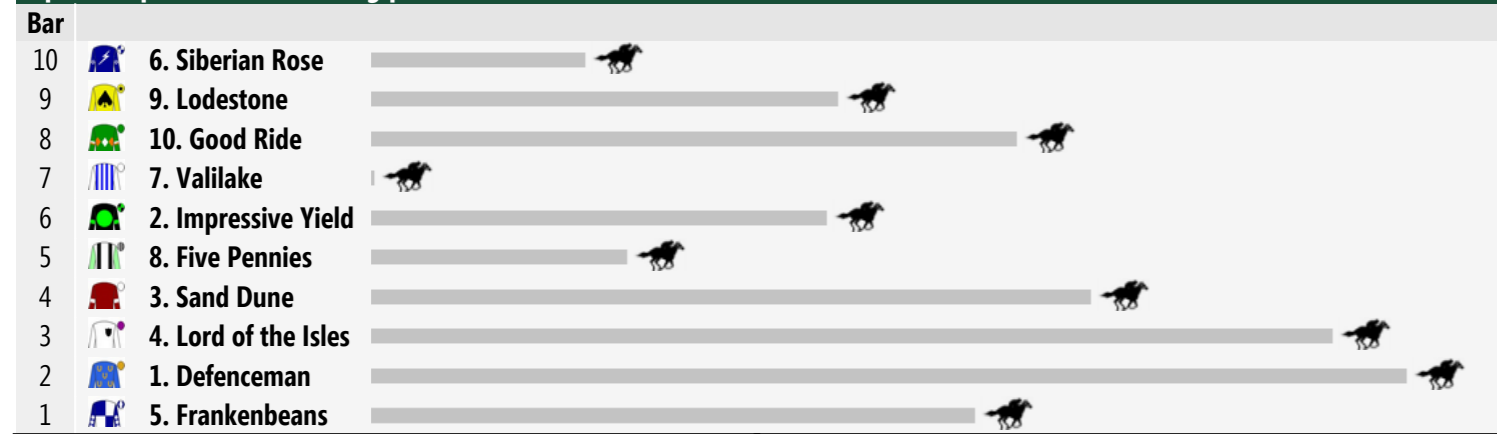 Bar
10 6. Siberian Rose
9 9. Lodestone
8 10. Good Ride
7 7. Valilake
6 2. Impressive Yield
5 8. Five Pennies
4 3. Sand Dune
3 4. Lord of the Isles
2 1. Defenceman
1 5. Frankenbeans